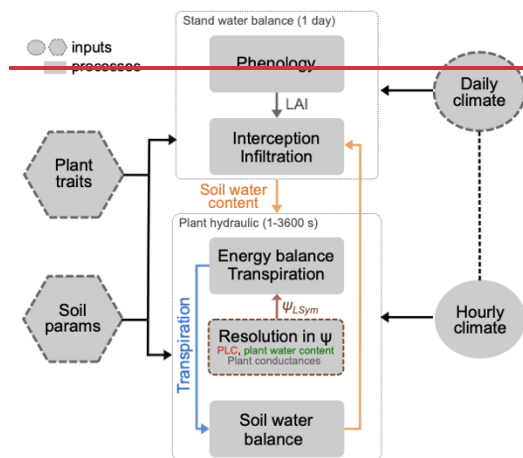 Stand water balance (1 day)
inputs
processes
Phenology
Daily
climate
LAI
Interception
Infiltration
Plant
traits
Soil water
content
Plant hydraulic (1-3600 s)
Energy balance
Transpiration
ΨLSym
Transpiration
Soil
params
Resolution in ψ
PLC, plant water content
Plant conductances
Hourly
climate
Soil water
balance